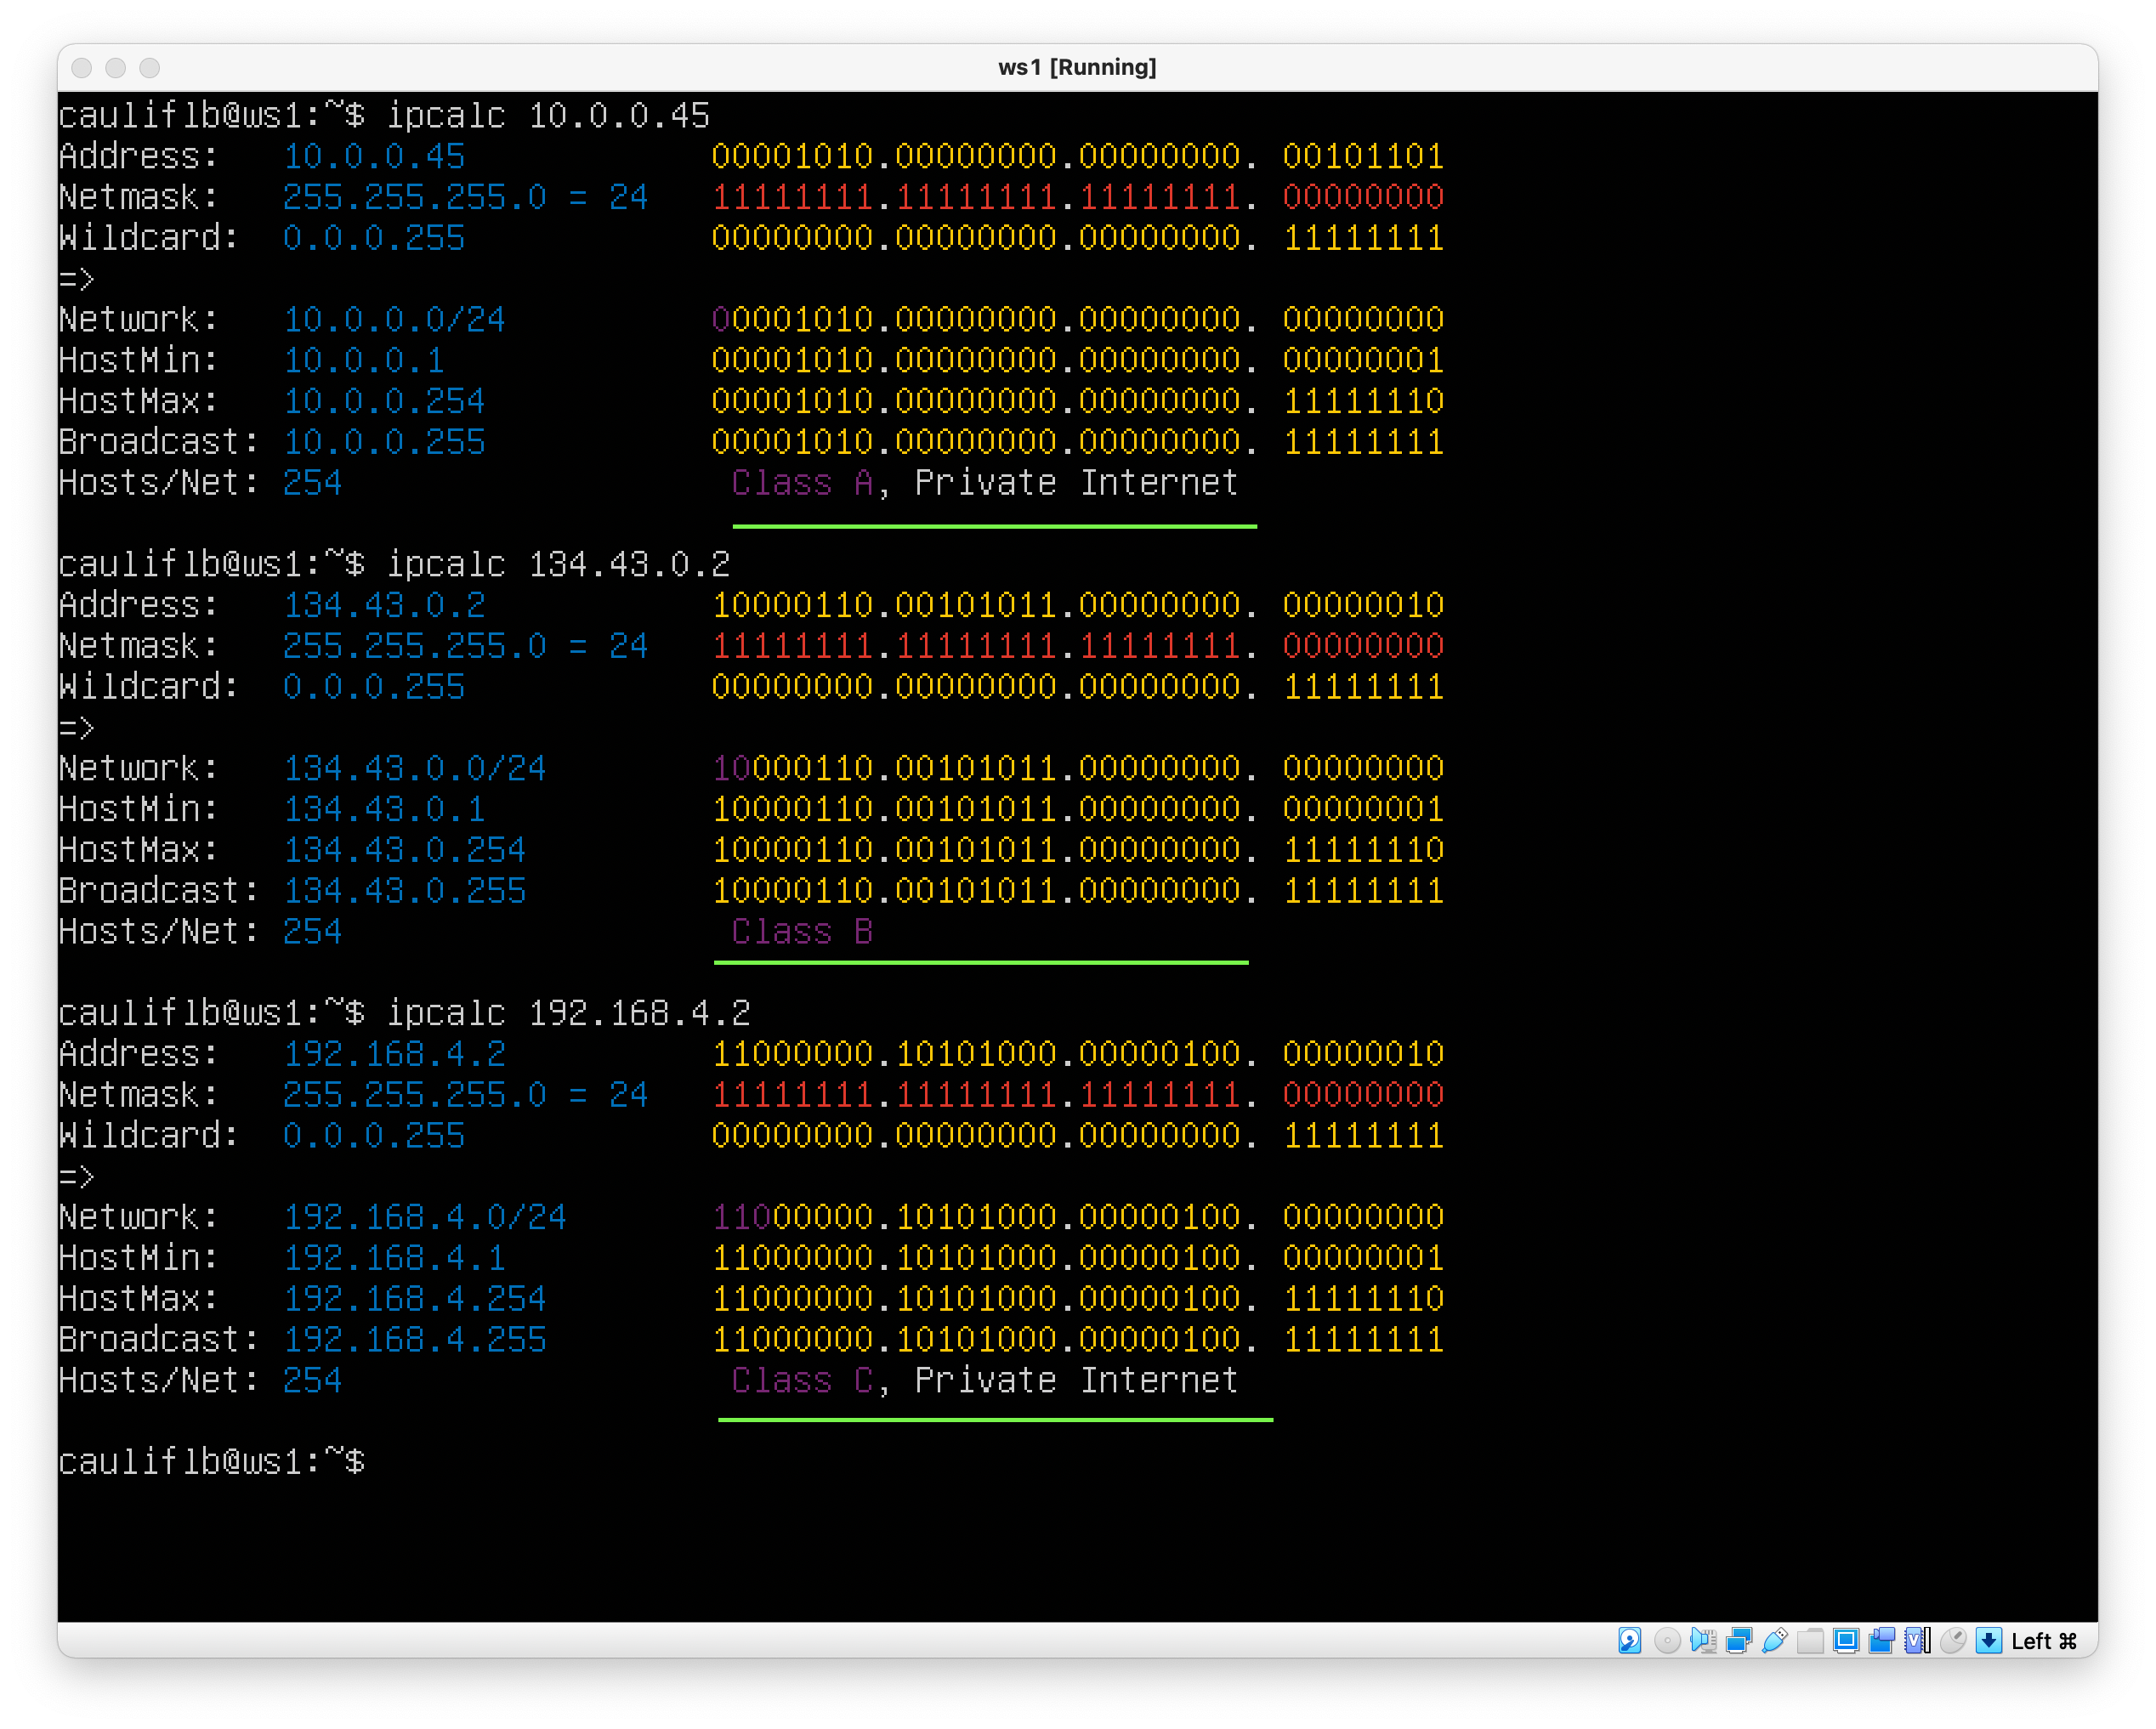 ws1 [Running]
cauliflb@ws1:~$ ipcalc 10.0.0.45
Address:   10.0.0.45            00001010.00000000.00000000. 00101101
Netmask:   255.255.255.0 = 24   11111111.11111111.11111111. 00000000
Wildcard:  0.0.0.255            00000000.00000000.00000000. 11111111
=>
Network:   10.0.0.0/24          00001010.00000000.00000000. 00000000
HostMin:   10.0.0.1             00001010.00000000.00000000. 00000001
HostMax:   10.0.0.254           00001010.00000000.00000000. 11111110
Broadcast: 10.0.0.255           00001010.00000000.00000000. 11111111
Hosts/Net: 254                   Class A, Private Internet
cauliflb@ws1:~$ ipcalc 134.43.0.2
Address:   134.43.0.2           10000110.00101011.00000000. 00000010
Netmask:   255.255.255.0 = 24   11111111.11111111.11111111. 00000000
Wildcard:  0.0.0.255            00000000.00000000.00000000. 11111111
=>
Network:   134.43.0.0/24        10000110.00101011.00000000. 00000000
HostMin:   134.43.0.1           10000110.00101011.00000000. 00000001
HostMax:   134.43.0.254         10000110.00101011.00000000. 11111110
Broadcast: 134.43.0.255         10000110.00101011.00000000. 11111111
Hosts/Net: 254                   Class B
cauliflb@ws1:~$ ipcalc 192.168.4.2
Address:   192.168.4.2          11000000.10101000.00000100. 00000010
Netmask:   255.255.255.0 = 24   11111111.11111111.11111111. 00000000
Wildcard:  0.0.0.255            00000000.00000000.00000000. 11111111
=>
Network:   192.168.4.0/24       11000000.10101000.00000100. 00000000
HostMin:   192.168.4.1          11000000.10101000.00000100. 00000001
HostMax:   192.168.4.254        11000000.10101000.00000100. 11111110
Broadcast: 192.168.4.255        11000000.10101000.00000100. 11111111
Hosts/Net: 254                   Class C, Private Internet
cauliflb@ws1:~$
Left ⌘